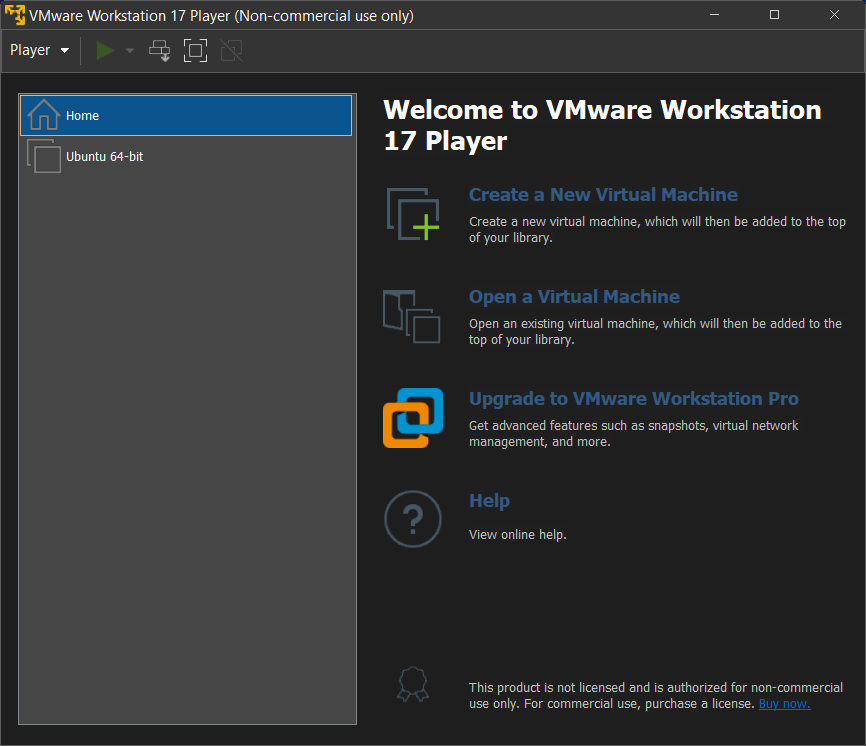 VMware Workstation 17 Player (Non-commercial use only)
Player
Home
Ubuntu 64-bit
Welcome to VMware Workstation
17 Player
Create a New Virtual Machine
Create a new virtual machine, which will then be added to the top
of your library.
Open a Virtual Machine
Open an existing virtual machine, which will then be added to the
top of your library.
Upgrade to VMware Workstation Pro
Get advanced features such as snapshots, virtual network
management, and more.
Help
View online help.
This product is not licensed and is authorized for non-commercial
use only. For commercial use, purchase a license. Buy now.